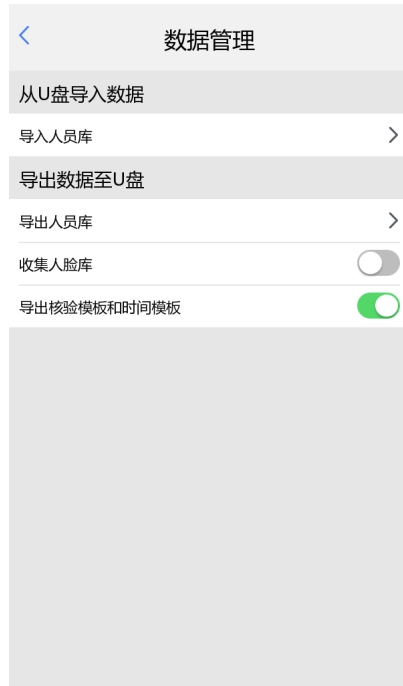 数据管理
从U盘导入数据
导入人员库
导出数据至U盘
导出人员库
收集人脸库
导出核验模板和时间模板